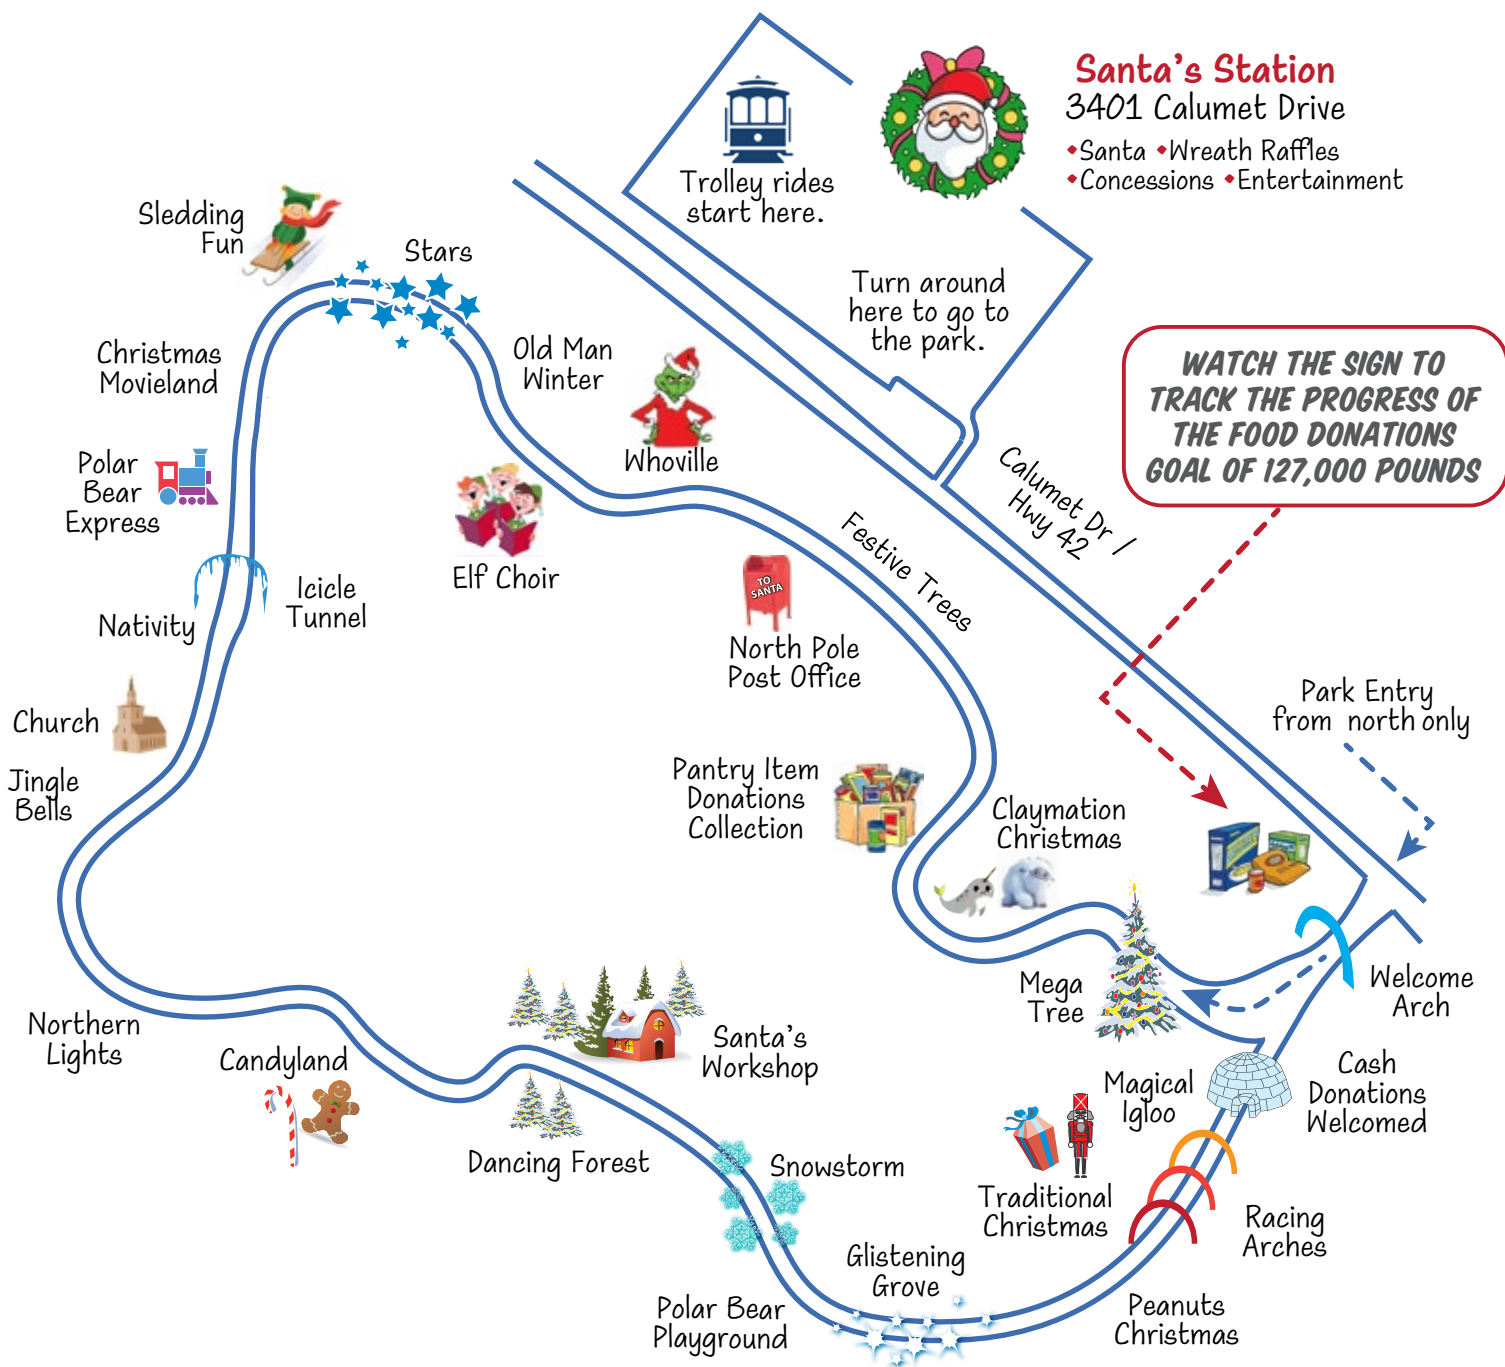 Santa's Station
3401 Calumet Drive
•Santa •Wreath Raffles
•Concessions •Entertainment
Trolley rides
start here.
Turn around
here to go to
the park.
Sledding
Fun
Stars
Christmas
Movieland
Old Man
Winter
Whoville
WATCH THE SIGN TO
TRACK THE PROGRESS OF
THE FOOD DONATIONS
GOAL OF 127,000 POUNDS
Polar
Bear
Express
Elf Choir
Calumet Dr /
Hwy 42
Festive Trees
Icicle
Tunnel
Nativity
TO
SANTA
North Pole
Post Office
Church
Park Entry
from north only
Jingle
Bells
Pantry Item
Donations
Collection
Claymation
Christmas
Mega
Tree
Welcome
Arch
Northern
Lights
Candyland
Santa's
Workshop
Magical
Igloo
Cash
Donations
Welcomed
Dancing Forest
Snowstorm
Traditional
Christmas
Racing
Arches
Glistening
Grove
Polar Bear
Playground
Peanuts
Christmas